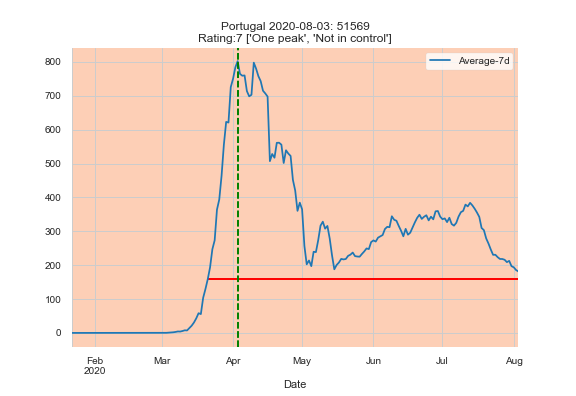 Portugal 2020-08-03: 51569
Rating:7 ['One peak', 'Not in control']
Average-7d
800
700
600
500
400
300
200
100
0
Feb
2020
Mar
Apr
May
Jun
Jul
Aug
Date